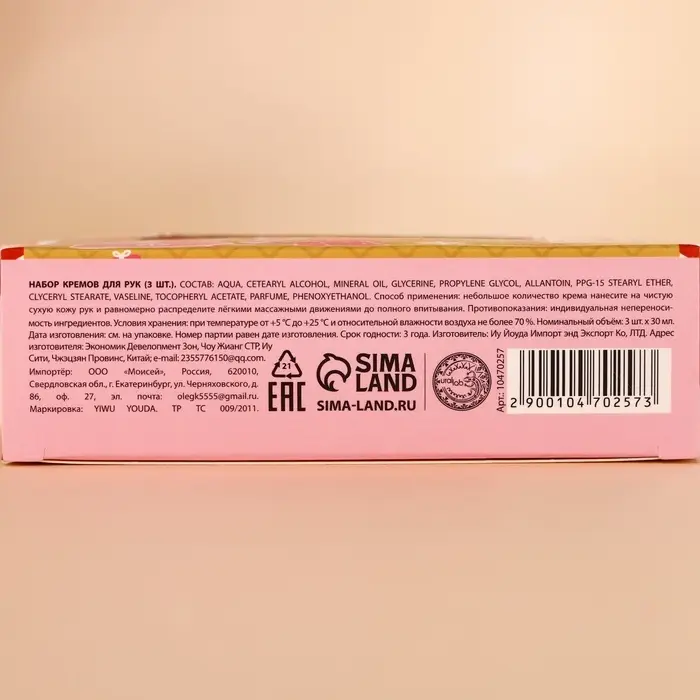 НАБОР КРЕМОВ ДЛЯ РУК (3 ШТ.). СОСТАВ: AQUA, CETEARYL ALCOHOL, MINERAL OIL, GLYCERINE, PROPYLENE GLYCOL, ALLANTOIN, PPG-15 STEARYL ETHER,
CLYCERYL STEARATE, VASELINE, TOCOPHERYL ACETATE, PARFUME, PHENOXYETHANOL. Способ применения: небольшое количество крема нанесите на чистую
сухую кожу рук и равномерно распределите лёгкими массажными движениями до полного впитывания. Противопоказания: индивидуальная непереноси-
мость ингредиентов. Условия хранения: при температуре от +5 °С до +25 °С и относительной влажности воздуха не более 70 %. Номинальный объём: 3 шт. х 30 мл.
Дата изготовления: см. на упаковке. Номер партии равен дате изготовления. Срок годности: 3 года. Изготовитель: Иу Йоуда Импорт энд Экспорт Ко, ЛТД. Адрес
изготовителя: Экономик Девелопмент Зон, Чоу Жианг СТР, Иу
Сити, Чжэцзян Провинс, Китай; e-mail: 2355776150@qq.com.
Импортёр: ООО «Моисей», Россия, 620010,
Свердловская обл., г. Екатеринбург, ул. Черняховского, д.
86, оф. 27, эл. почта: olegk5555@gmail.ru.
Маркировка: YIWU YOUDA. ТР ТС 009/2011.
21
EAC
SIMA
LAND
SIMA-LAND.RU
ural lab
Арт.: 10470257
2 900104 702573